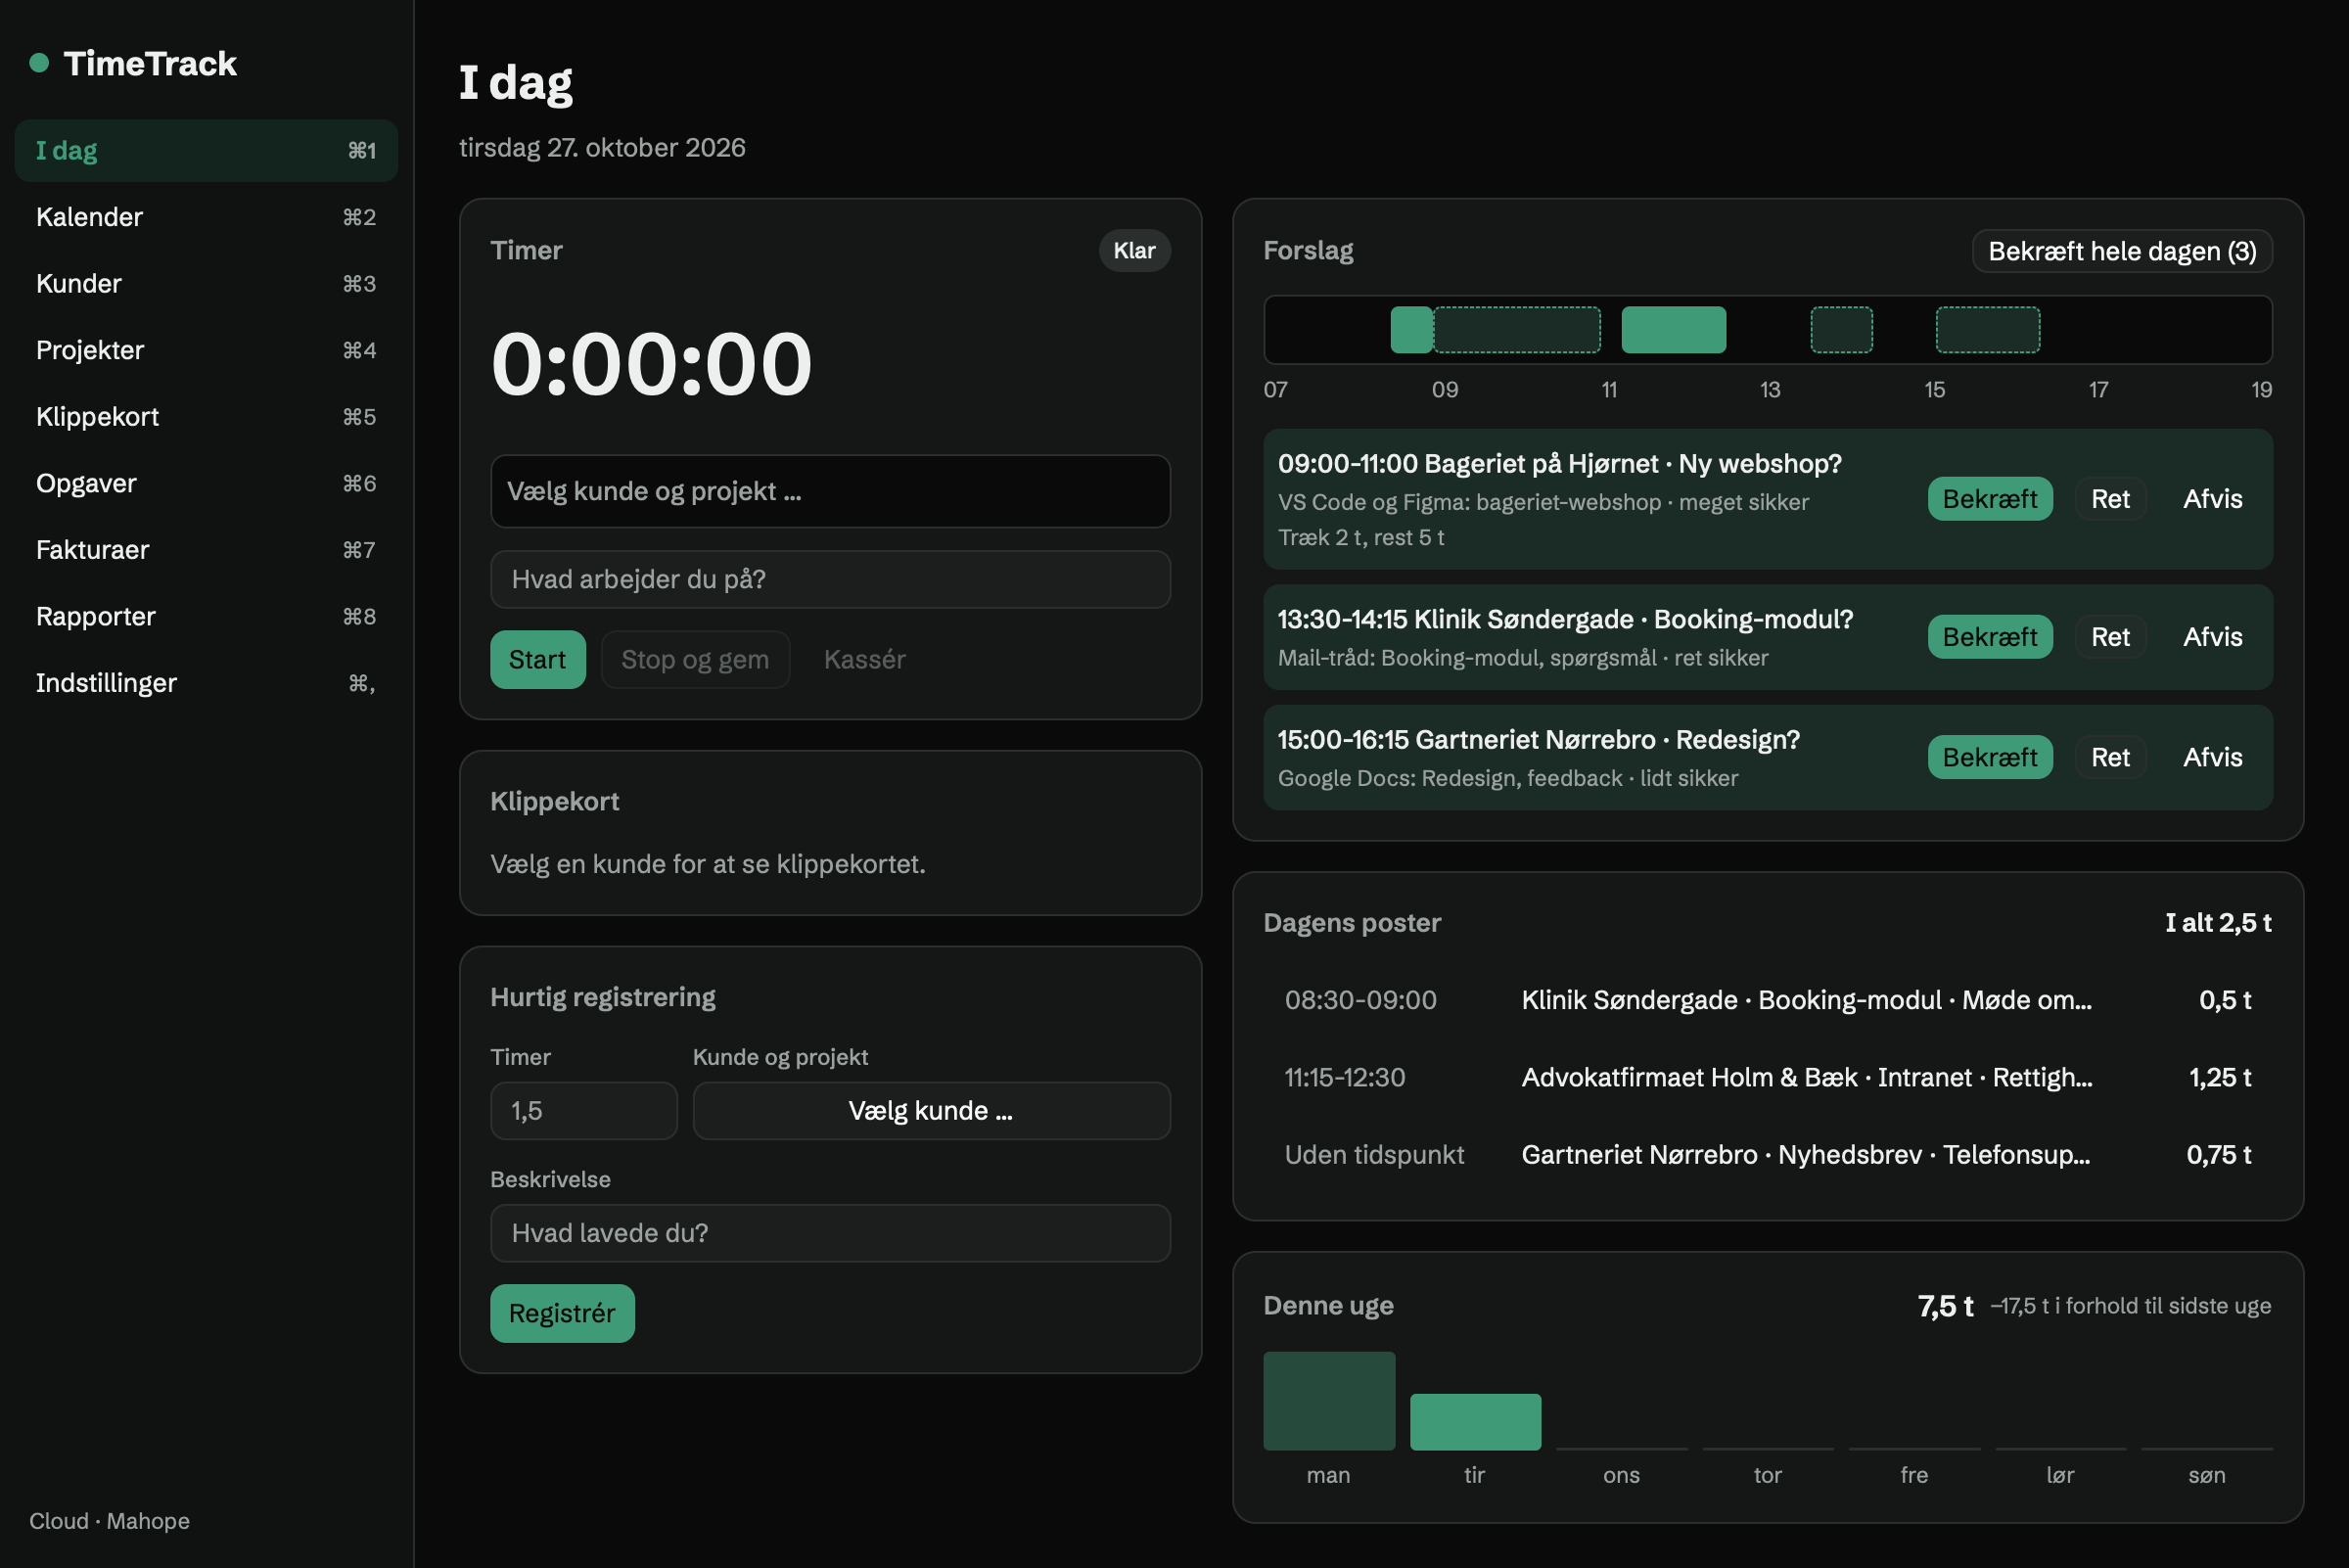 TimeTrack
I dag ⌘1
Kalender ⌘2
Kunder ⌘3
Projekter ⌘4
Klippekort ⌘5
Opgaver ⌘6
Fakturaer ⌘7
Rapporter ⌘8
Indstillinger ⌘,
Cloud · Mahope
I dag
tirsdag 27. oktober 2026
Timer Klar
0:00:00
Vælg kunde og projekt ...
Hvad arbejder du på?
Start Stop og gem Kassér
Klippekort
Vælg en kunde for at se klippekortet.
Hurtig registrering
Timer Kunde og projekt
1,5 Vælg kunde ...
Beskrivelse
Hvad lavede du?
Registrér
Forslag Bekræft hele dagen (3)
07 09 11 13 15 17 19
09:00-11:00 Bageriet på Hjørnet · Ny webshop?
VS Code og Figma: bageriet-webshop · meget sikker
Træk 2 t, rest 5 t
Bekræft Ret Afvis
13:30-14:15 Klinik Søndergade · Booking-modul?
Mail-tråd: Booking-modul, spørgsmål · ret sikker
Bekræft Ret Afvis
15:00-16:15 Gartneriet Nørrebro · Redesign?
Google Docs: Redesign, feedback · lidt sikker
Bekræft Ret Afvis
Dagens poster I alt 2,5 t
08:30-09:00 Klinik Søndergade · Booking-modul · Møde om... 0,5 t
11:15-12:30 Advokatfirmaet Holm & Bæk · Intranet · Rettigh... 1,25 t
Uden tidspunkt Gartneriet Nørrebro · Nyhedsbrev · Telefonsup... 0,75 t
Denne uge 7,5 t −17,5 t i forhold til sidste uge
man tir ons tor fre lør søn